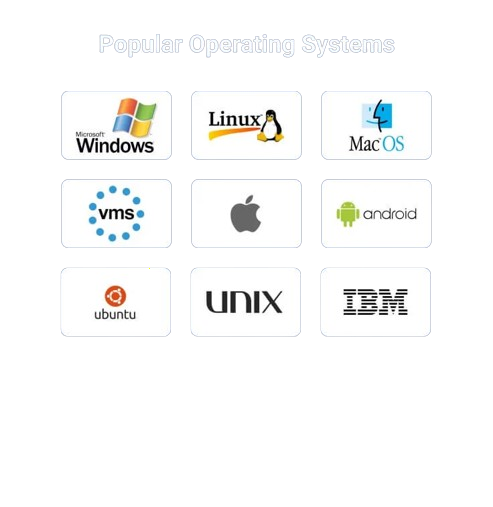 Popular Operating Systems
Microsoft
Windows
Linux
Mac OS
vms
android
ubuntu
UNIX
IBM